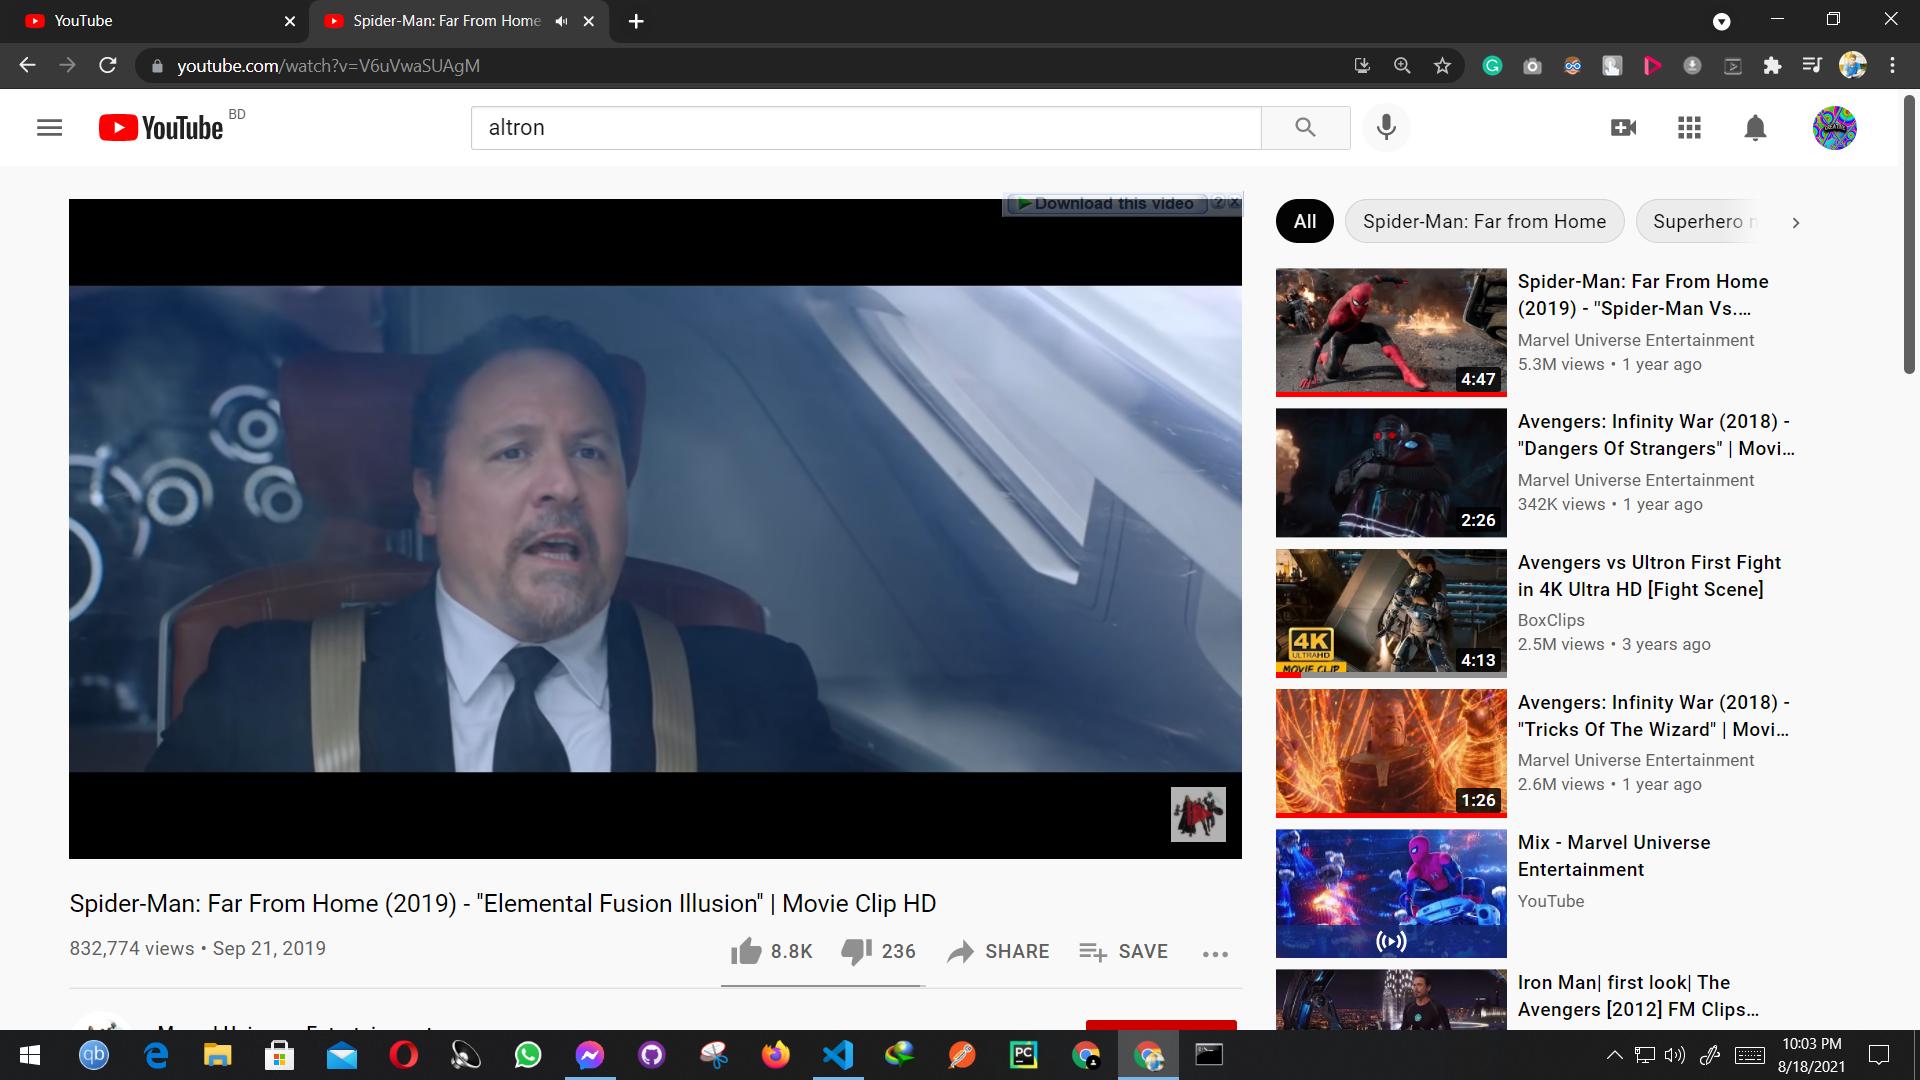 YouTube
Spider-Man: Far From Home
youtube.com/watch?v=V6uVwaSUAgM
YouTube BD
altron
Download this video
All
Spider-Man: Far from Home
Superhero
Spider-Man: Far From Home
(2019) - "Spider-Man Vs....
Marvel Universe Entertainment
5.3M views • 1 year ago
4:47
Avengers: Infinity War (2018) -
"Dangers Of Strangers" | Movi...
Marvel Universe Entertainment
342K views • 1 year ago
2:26
Avengers vs Ultron First Fight
in 4K Ultra HD [Fight Scene]
BoxClips
2.5M views • 3 years ago
4K
ULTRAHD
MOVIE CLIP
4:13
Avengers: Infinity War (2018) -
"Tricks Of The Wizard" | Movi...
Marvel Universe Entertainment
2.6M views • 1 year ago
1:26
Mix - Marvel Universe
Entertainment
YouTube
Iron Man| first look| The
Avengers [2012] FM Clips...
Spider-Man: Far From Home (2019) - "Elemental Fusion Illusion" | Movie Clip HD
832,774 views • Sep 21, 2019
8.8K
236
SHARE
SAVE
qb
PC
10:03 PM
8/18/2021